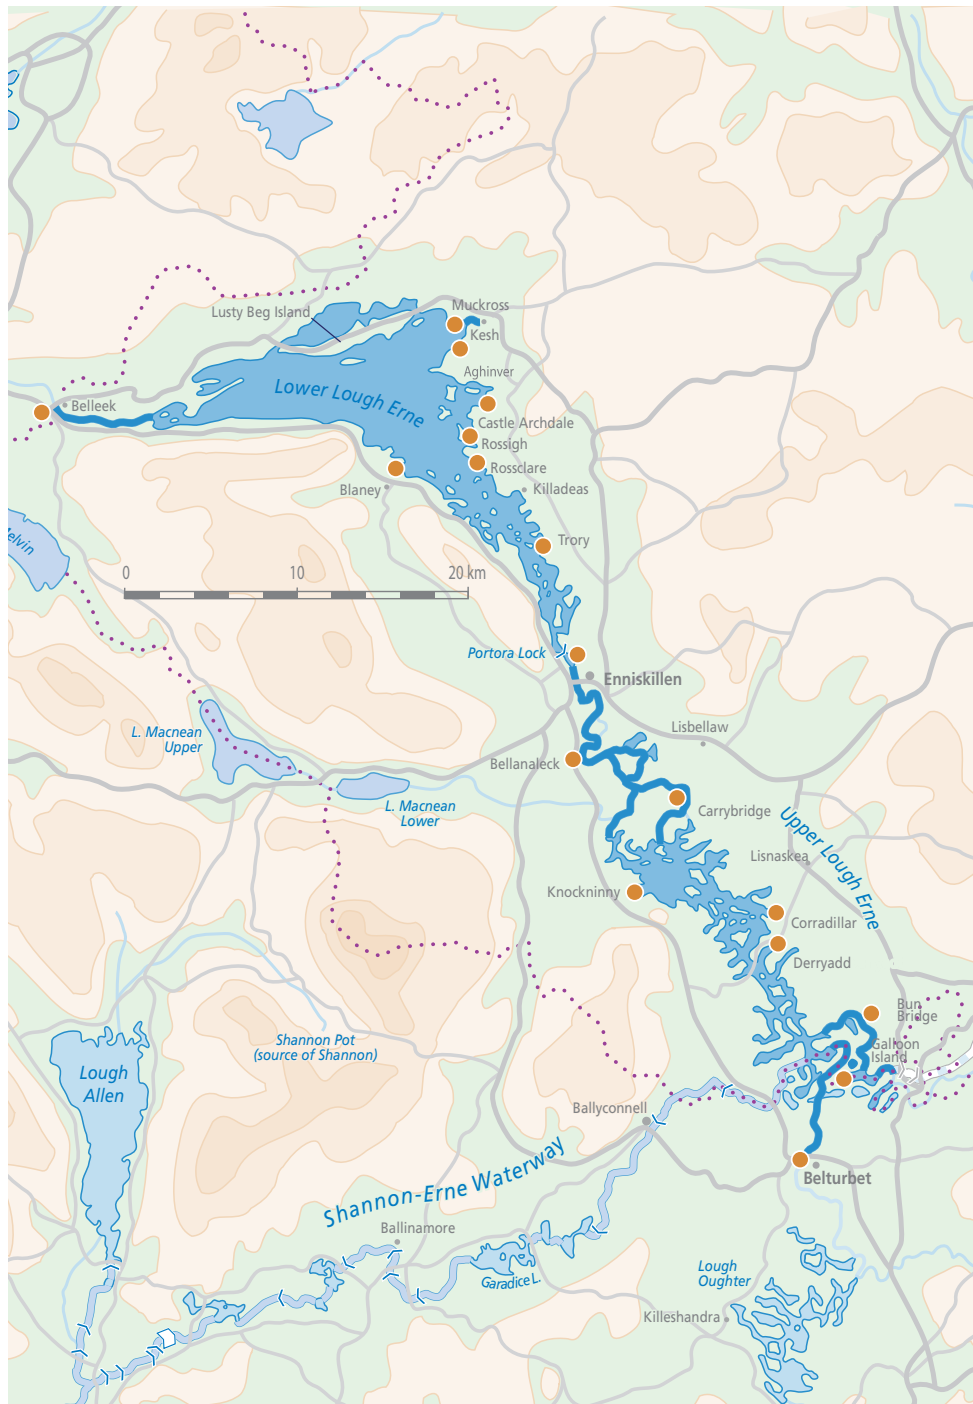 Muckross
Lusty Beg Island
Kesh
Aghinver
Lower Lough Erne
Belleek
Castle Archdale
Rossigh
Rossclare
Blaney
Killadeas
Melvin
Trory
0 10 20 km
Portora Lock
Enniskillen
L. Macnean
Upper
Lisbellaw
Bellanaleck
L. Macnean
Lower
Carrybridge
Upper Lough Erne
Lisnaskea
Knockninny
Corradillar
Derryadd
Bun
Bridge
Shannon Pot
(source of Shannon)
Galloon
Island
Lough
Allen
Ballyconnell
Shannon-Erne Waterway
Belturbet
Ballinamore
Garadice L.
Lough
Oughter
Killeshandra